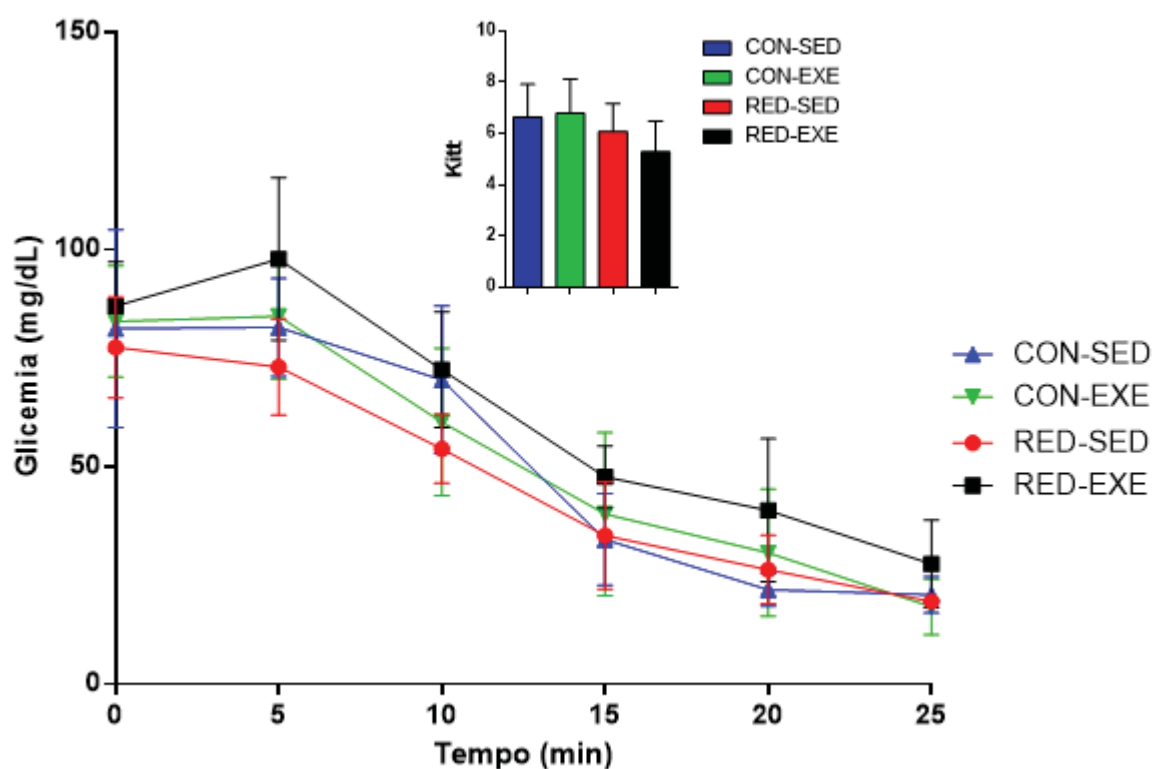 150
100
50
0
Glicemia (mg/dL)
0 5 10 15 20 25
Tempo (min)
10
8
6
4
2
0
Kitt
CON-SED
CON-EXE
RED-SED
RED-EXE
CON-SED
CON-EXE
RED-SED
RED-EXE